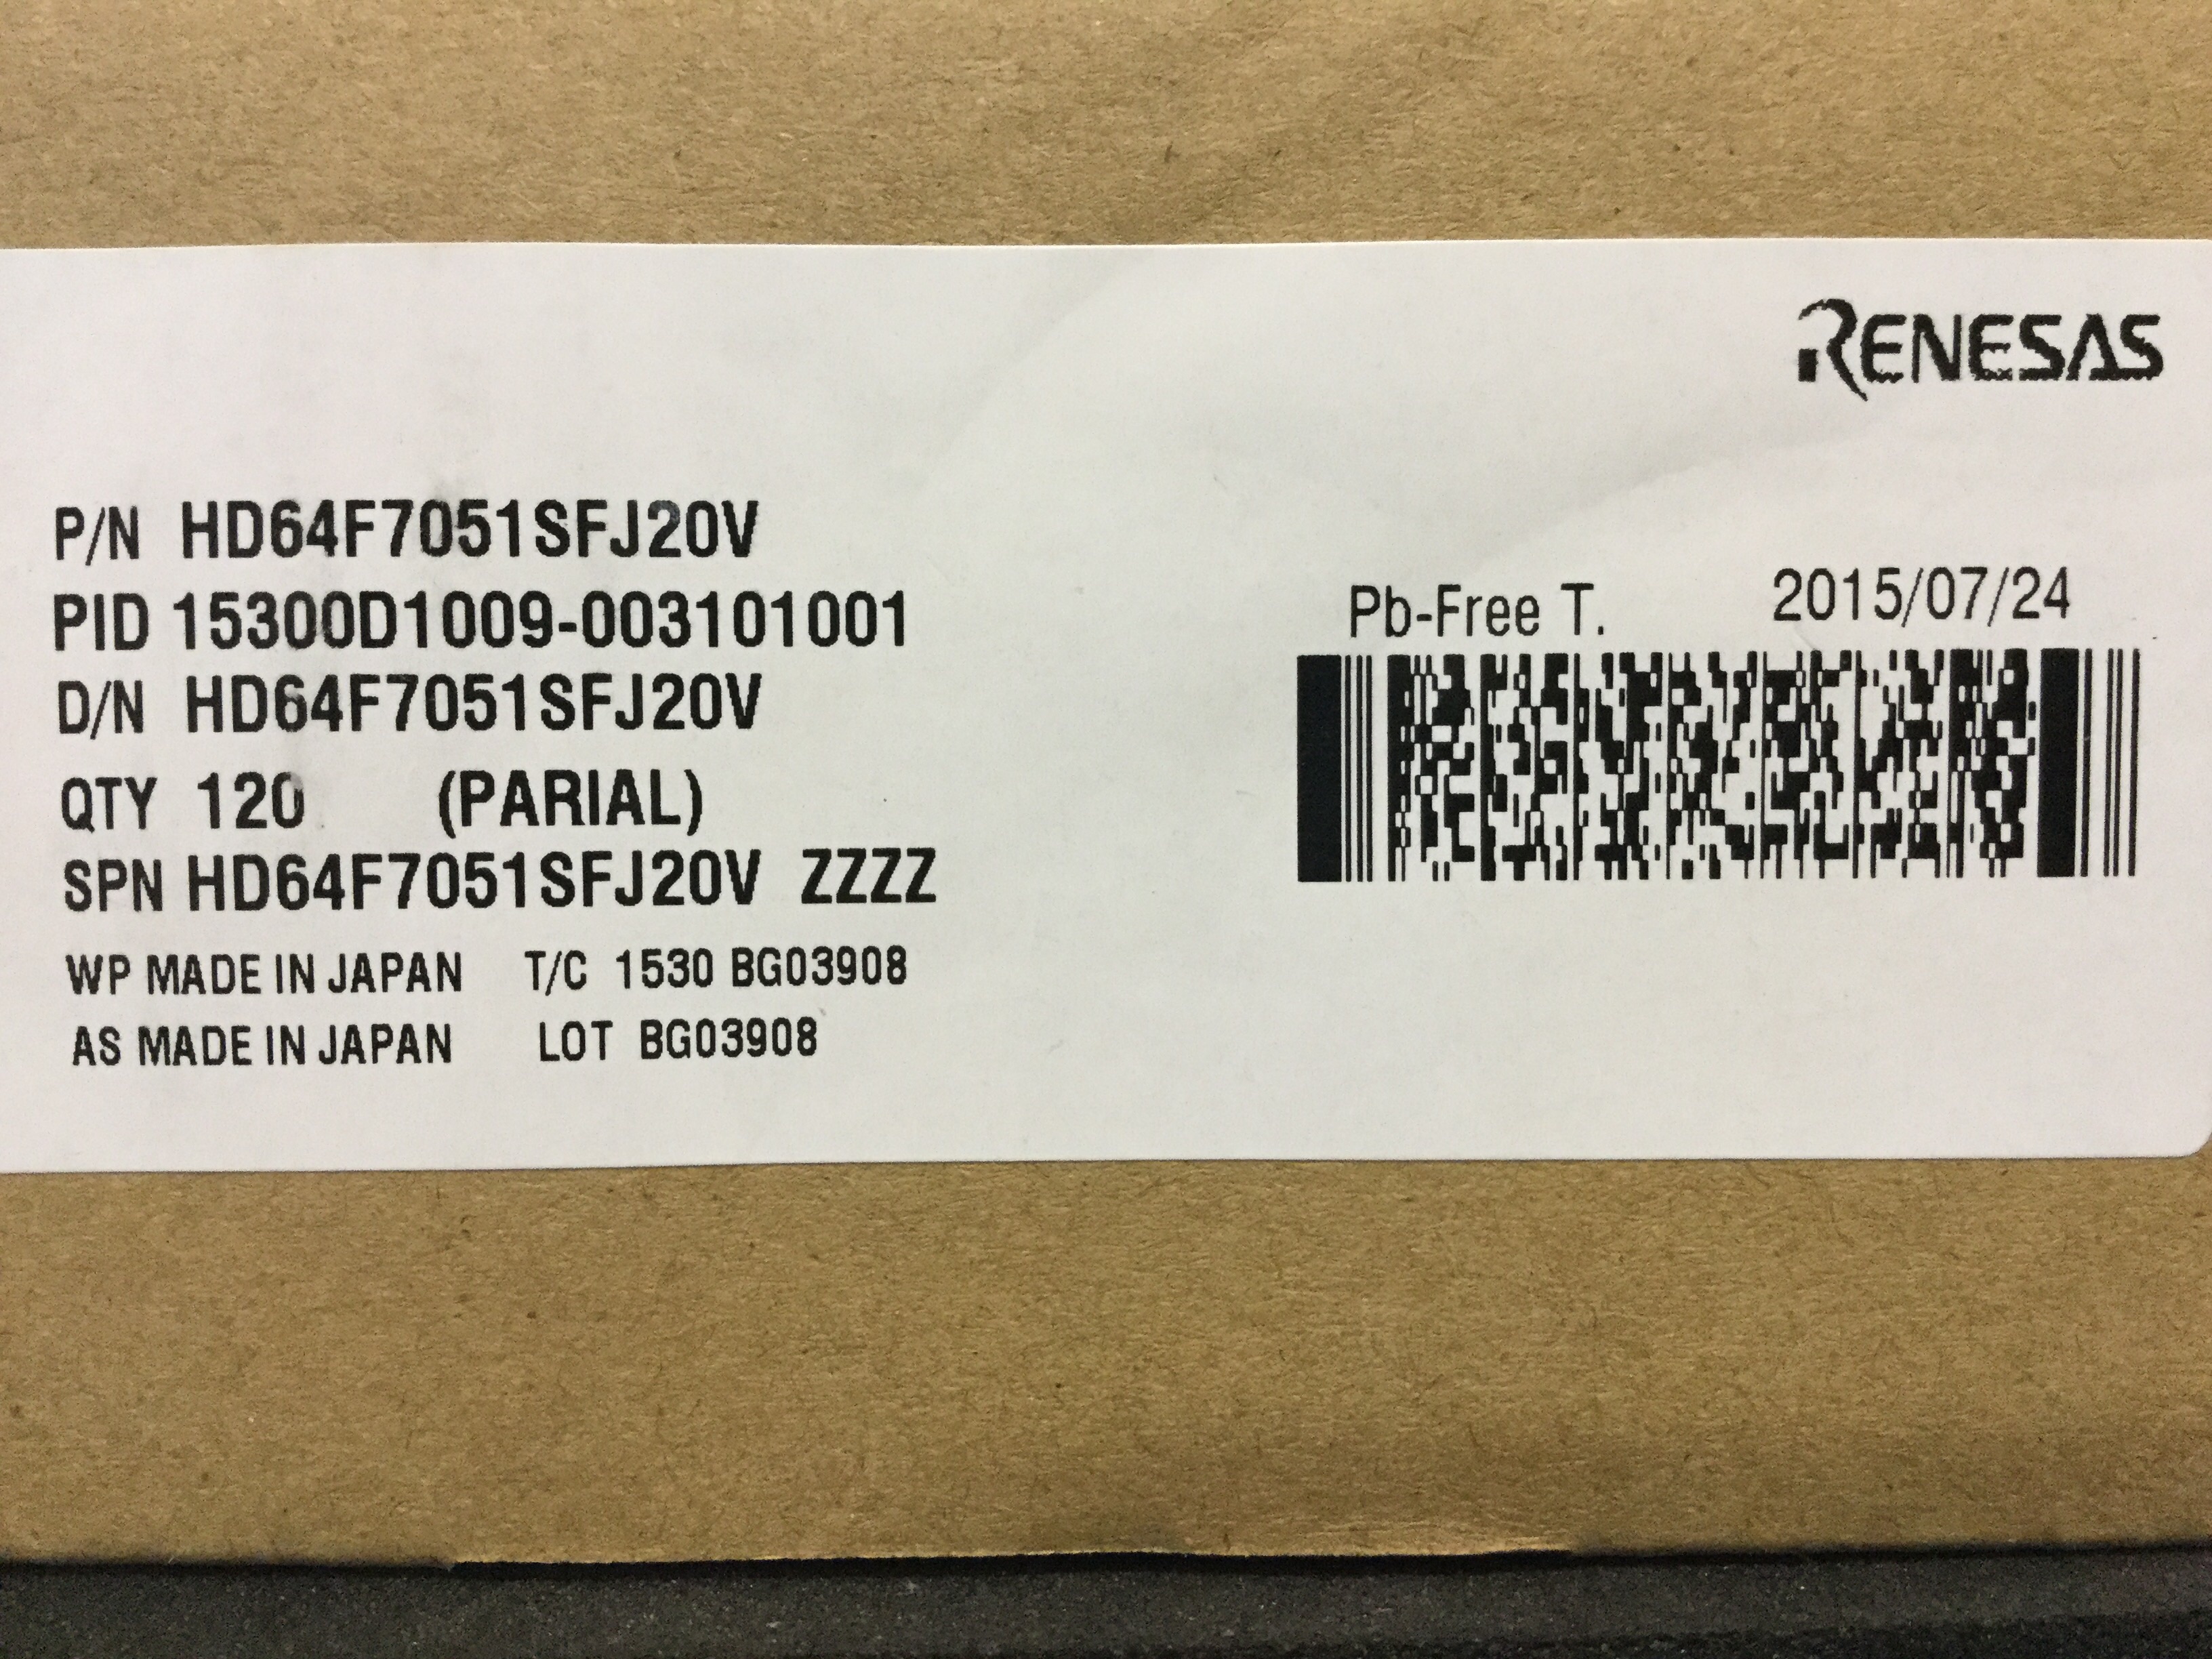 RENESAS
P/N HD64F7051SFJ20V
PID 15300D1009-003101001
D/N HD64F7051SFJ20V
QTY 120 (PARIAL)
SPN HD64F7051SFJ20V ZZZZ
WP MADE IN JAPAN T/C 1530 BG03908
AS MADE IN JAPAN LOT BG03908
Pb-Free T. 2015/07/24